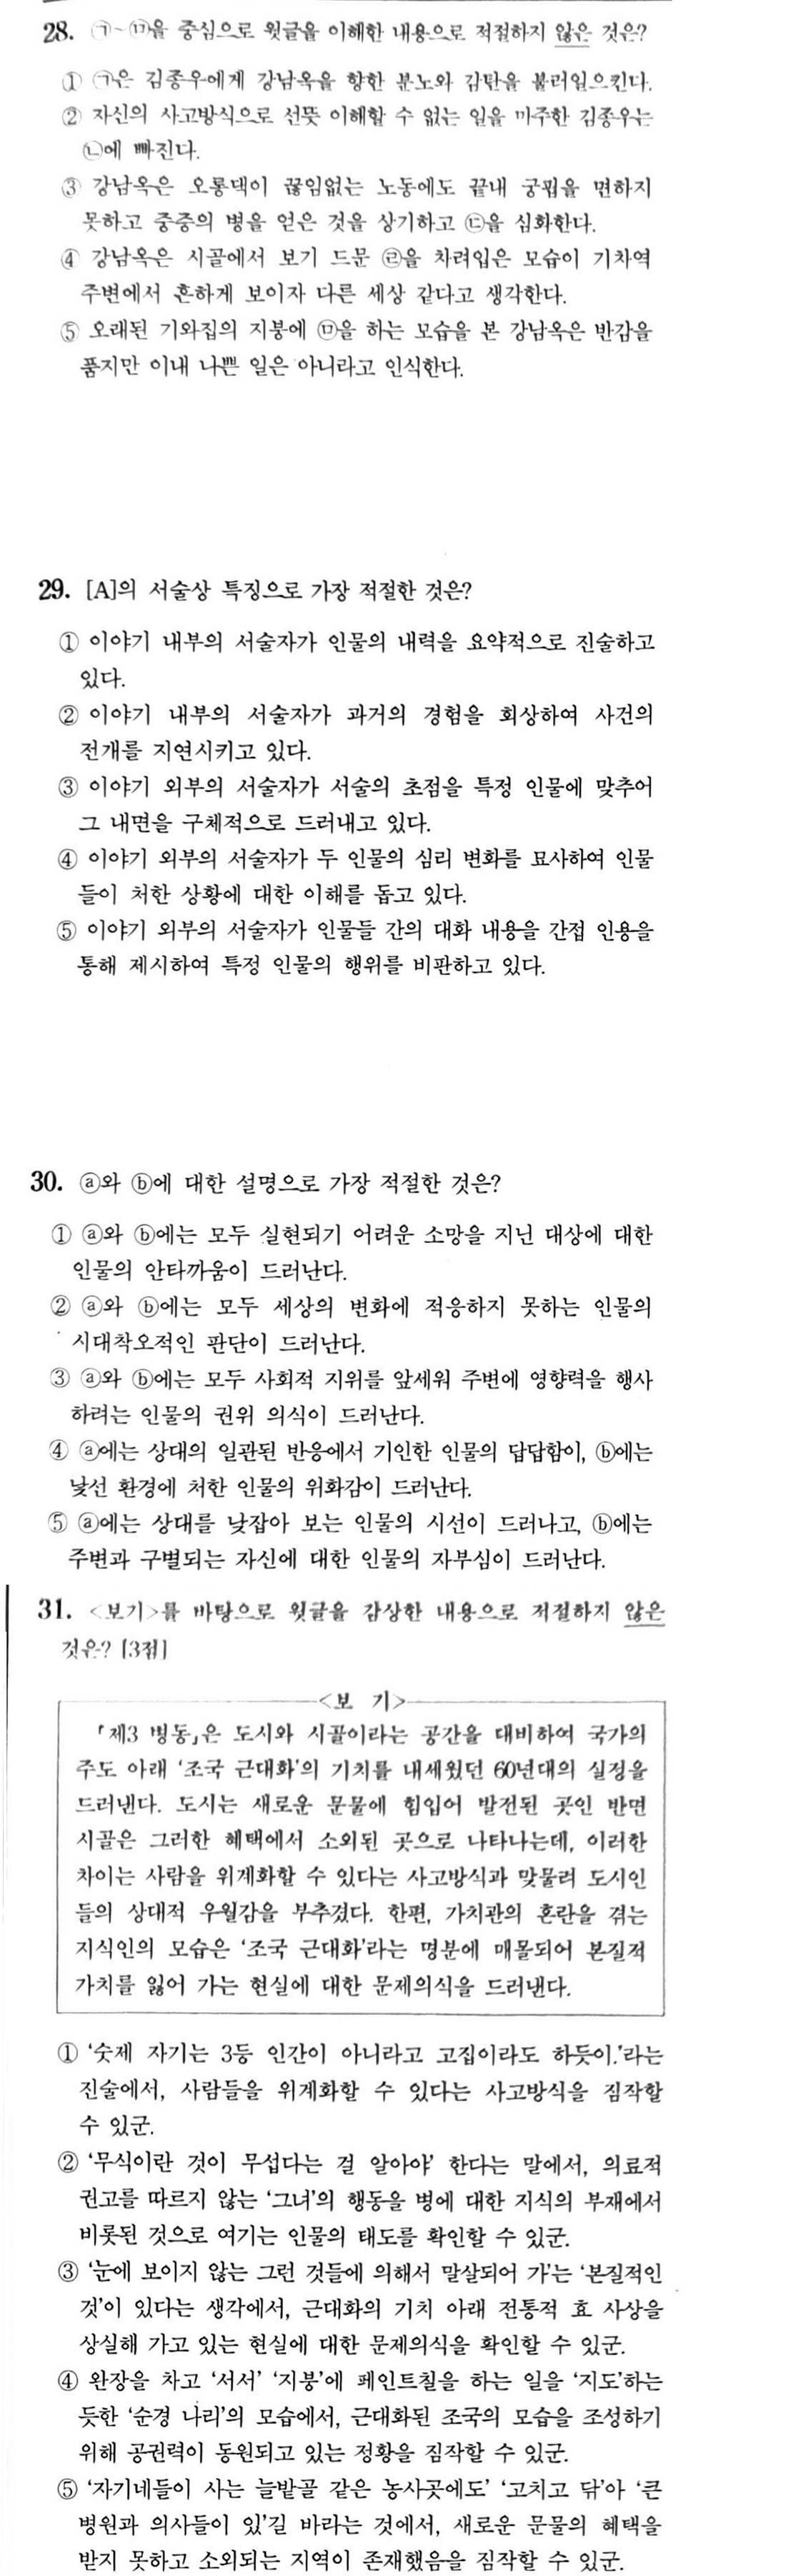 28. ㉠~㉤을 중심으로 윗글을 이해한 내용으로 적절하지 않은 것은?
① ㉠은 김종우에게 강남옥을 향한 분노와 감탄을 불러일으킨다.
② 자신의 사고방식으로 선뜻 이해할 수 없는 일을 마주한 김종우는
㉡에 빠진다.
③ 강남옥은 오롱댁이 끊임없는 노동에도 끝내 궁핍을 면하지
못하고 중증의 병을 얻은 것을 상기하고 ㉢을 심화한다.
④ 강남옥은 시골에서 보기 드문 ㉣을 차려입은 모습이 기차역
주변에서 흔하게 보이자 다른 세상 같다고 생각한다.
⑤ 오래된 기와집의 지붕에 ㉤을 하는 모습을 본 강남옥은 반감을
품지만 이내 나쁜 일은 아니라고 인식한다.
29. [A]의 서술상 특징으로 가장 적절한 것은?
① 이야기 내부의 서술자가 인물의 내력을 요약적으로 진술하고
있다.
② 이야기 내부의 서술자가 과거의 경험을 회상하여 사건의
전개를 지연시키고 있다.
③ 이야기 외부의 서술자가 서술의 초점을 특정 인물에 맞추어
그 내면을 구체적으로 드러내고 있다.
④ 이야기 외부의 서술자가 두 인물의 심리 변화를 묘사하여 인물
들이 처한 상황에 대한 이해를 돕고 있다.
⑤ 이야기 외부의 서술자가 인물들 간의 대화 내용을 간접 인용을
통해 제시하여 특정 인물의 행위를 비판하고 있다.
30. ⓐ와 ⓑ에 대한 설명으로 가장 적절한 것은?
① ⓐ와 ⓑ에는 모두 실현되기 어려운 소망을 지닌 대상에 대한
인물의 안타까움이 드러난다.
② ⓐ와 ⓑ에는 모두 세상의 변화에 적응하지 못하는 인물의
시대착오적인 판단이 드러난다.
③ ⓐ와 ⓑ에는 모두 사회적 지위를 앞세워 주변에 영향력을 행사
하려는 인물의 권위 의식이 드러난다.
④ ⓐ에는 상대의 일관된 반응에서 기인한 인물의 답답함이, ⓑ에는
낯선 환경에 처한 인물의 위화감이 드러난다.
⑤ ⓐ에는 상대를 낮잡아 보는 인물의 시선이 드러나고, ⓑ에는
주변과 구별되는 자신에 대한 인물의 자부심이 드러난다.
31. <보기>를 바탕으로 윗글을 감상한 내용으로 적절하지 않은
것은? [3점]
<보 기>
「제3 병동」은 도시와 시골이라는 공간을 대비하여 국가의
주도 아래 '조국 근대화'의 기치를 내세웠던 60년대의 실정을
드러낸다. 도시는 새로운 문물에 힘입어 발전된 곳인 반면
시골은 그러한 혜택에서 소외된 곳으로 나타나는데, 이러한
차이는 사람을 위계화할 수 있다는 사고방식과 맞물려 도시인
들의 상대적 우월감을 부추겼다. 한편, 가치관의 혼란을 겪는
지식인의 모습은 '조국 근대화'라는 명분에 매몰되어 본질적
가치를 잃어 가는 현실에 대한 문제의식을 드러낸다.
① '숫제 자기는 3등 인간이 아니라고 고집이라도 하듯이.'라는
진술에서, 사람들을 위계화할 수 있다는 사고방식을 짐작할
수 있군.
② '무식이란 것이 무섭다는 걸 알아야' 한다는 말에서, 의료적
권고를 따르지 않는 '그녀'의 행동을 병에 대한 지식의 부재에서
비롯된 것으로 여기는 인물의 태도를 확인할 수 있군.
③ '눈에 보이지 않는 그런 것들에 의해서 말살되어 가'는 '본질적인
것'이 있다는 생각에서, 근대화의 기치 아래 전통적 효 사상을
상실해 가고 있는 현실에 대한 문제의식을 확인할 수 있군.
④ 완장을 차고 '서서' '지붕'에 페인트칠을 하는 일을 '지도'하는
듯한 '순경 나리'의 모습에서, 근대화된 조국의 모습을 조성하기
위해 공권력이 동원되고 있는 정황을 짐작할 수 있군.
⑤ '자기네들이 사는 늘밭골 같은 농사곳에도' '고치고 닦'아 '큰
병원과 의사들이 있'길 바라는 것에서, 새로운 문물의 혜택을
받지 못하고 소외되는 지역이 존재했음을 짐작할 수 있군.